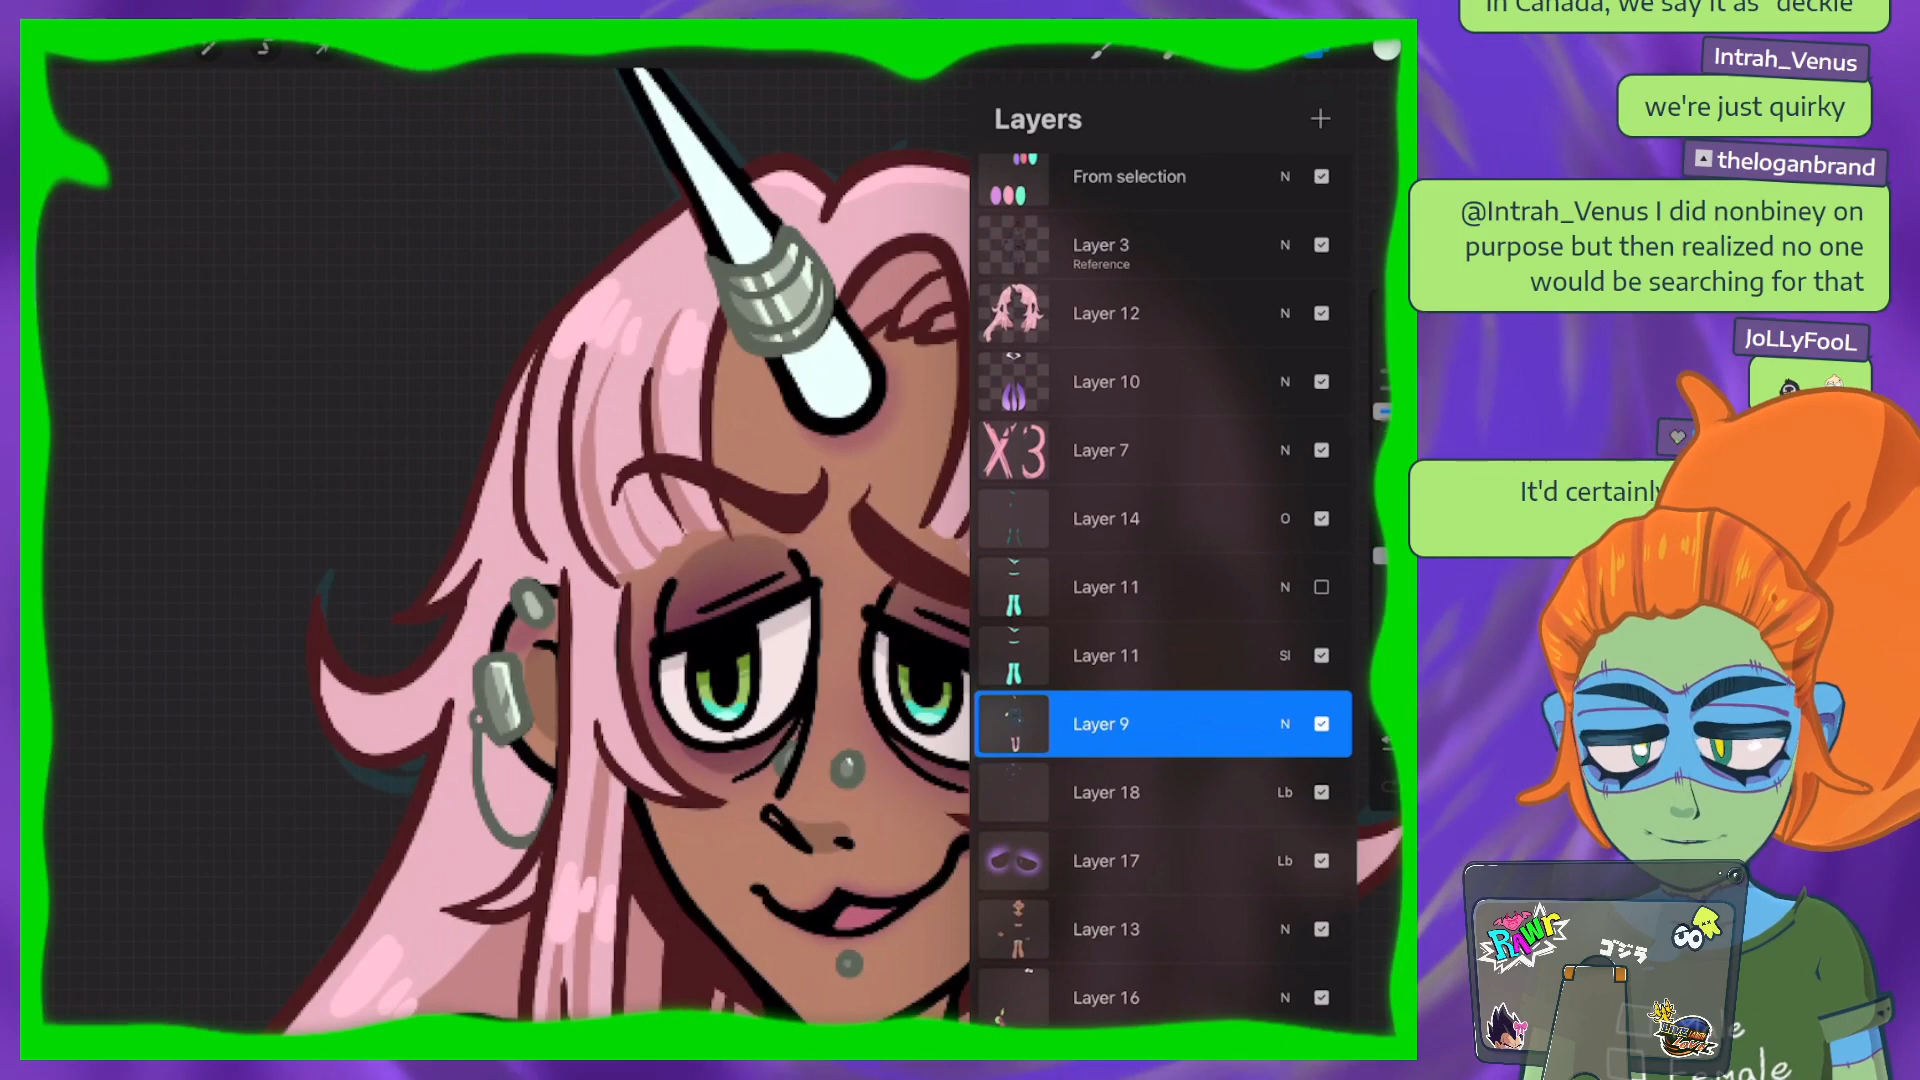 Layers
From selection N
Layer 3 N
Reference
Layer 12 N
Layer 10 N
X3
Layer 7 N
Layer 14 O
Layer 11 N
Layer 11 Sl
Layer 9 N
Layer 18 Lb
Layer 17 Lb
Layer 13 N
Layer 16 N
In Canada, we say it as "deckle"
Intrah_Venus
we're just quirky
theloganbrand
@Intrah_Venus I did nonbiney on
purpose but then realized no one
would be searching for that
JoLLyFooL
It'd certainly
RAWR
ゴジラ